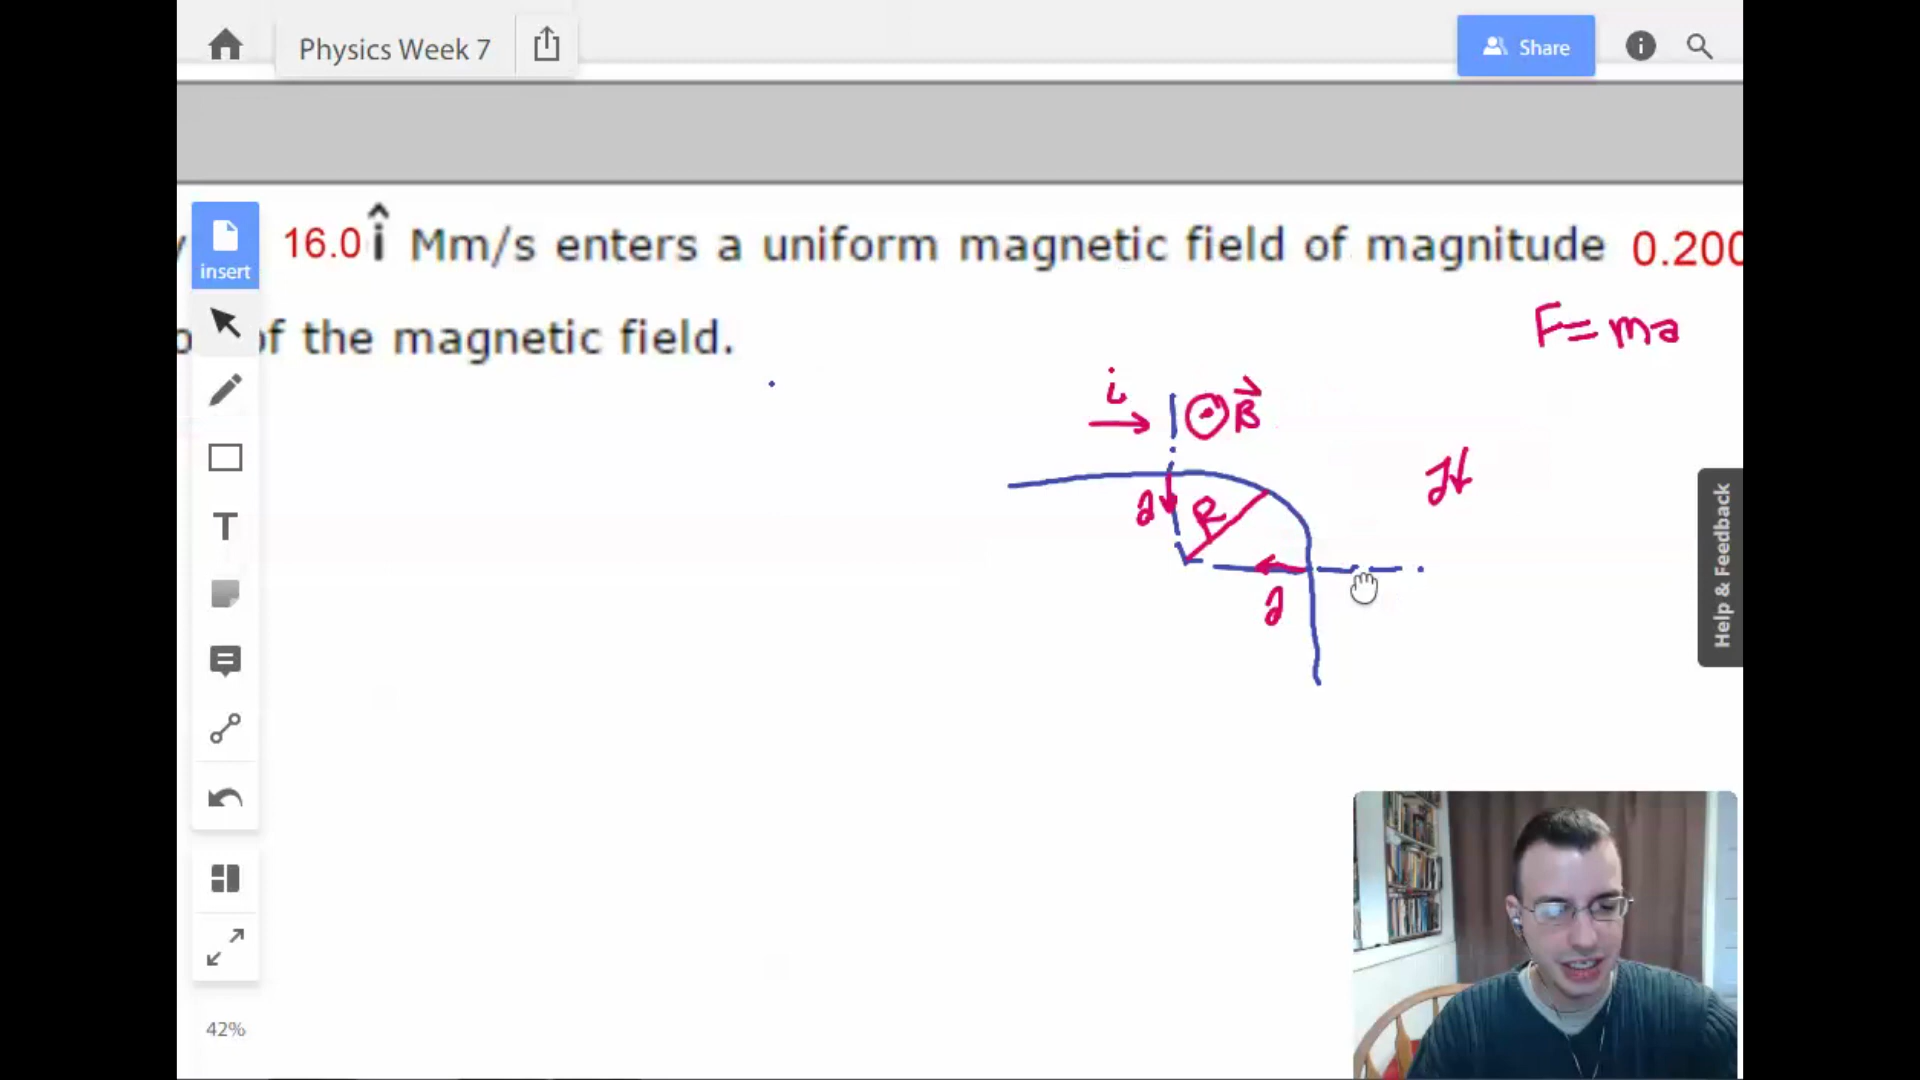 Physics Week 7
Share
insert
16.0 î Mm/s enters a uniform magnetic field of magnitude 0.200
of the magnetic field.
F = ma
i
B
a
R
a
T
Help & Feedback
42%